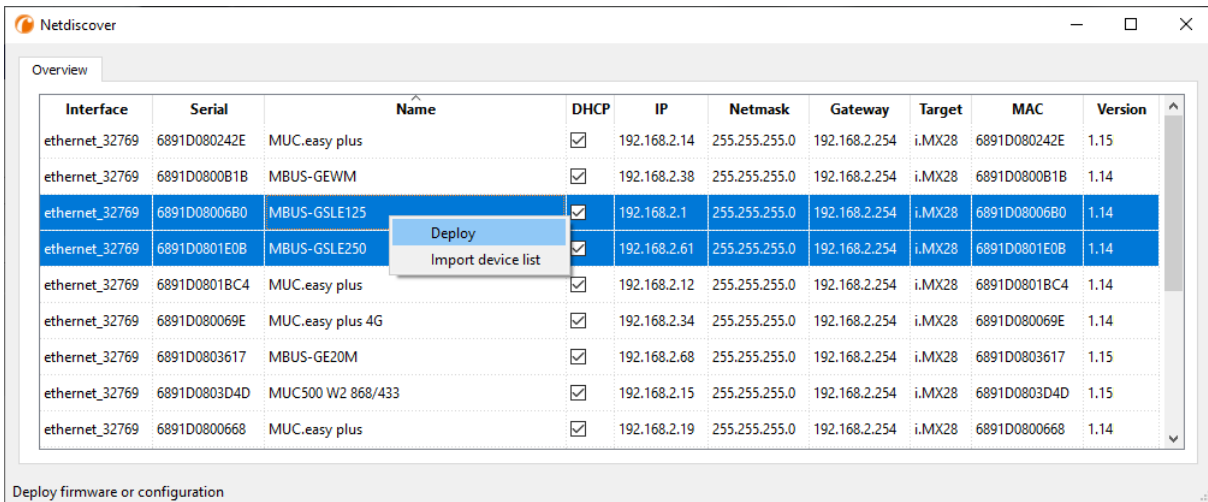 Netdiscover
Overview
Interface Serial Name DHCP IP Netmask Gateway Target MAC Version
ethernet_32769 6891D080242E MUC.easy plus 192.168.2.14 255.255.255.0 192.168.2.254 i.MX28 6891D080242E 1.15
ethernet_32769 6891D0800B1B MBUS-GEWM 192.168.2.38 255.255.255.0 192.168.2.254 i.MX28 6891D0800B1B 1.14
ethernet_32769 6891D08006B0 MBUS-GSLE125 192.168.2.1 255.255.255.0 192.168.2.254 i.MX28 6891D08006B0 1.14
Deploy
ethernet_32769 6891D0801E0B MBUS-GSLE250 192.168.2.61 255.255.255.0 192.168.2.254 i.MX28 6891D0801E0B 1.14
Import device list
ethernet_32769 6891D0801BC4 MUC.easy plus 192.168.2.12 255.255.255.0 192.168.2.254 i.MX28 6891D0801BC4 1.14
ethernet_32769 6891D080069E MUC.easy plus 4G 192.168.2.34 255.255.255.0 192.168.2.254 i.MX28 6891D080069E 1.14
ethernet_32769 6891D0803617 MBUS-GE20M 192.168.2.68 255.255.255.0 192.168.2.254 i.MX28 6891D0803617 1.15
ethernet_32769 6891D0803D4D MUC500 W2 868/433 192.168.2.15 255.255.255.0 192.168.2.254 i.MX28 6891D0803D4D 1.15
ethernet_32769 6891D0800668 MUC.easy plus 192.168.2.19 255.255.255.0 192.168.2.254 i.MX28 6891D0800668 1.14
Deploy firmware or configuration